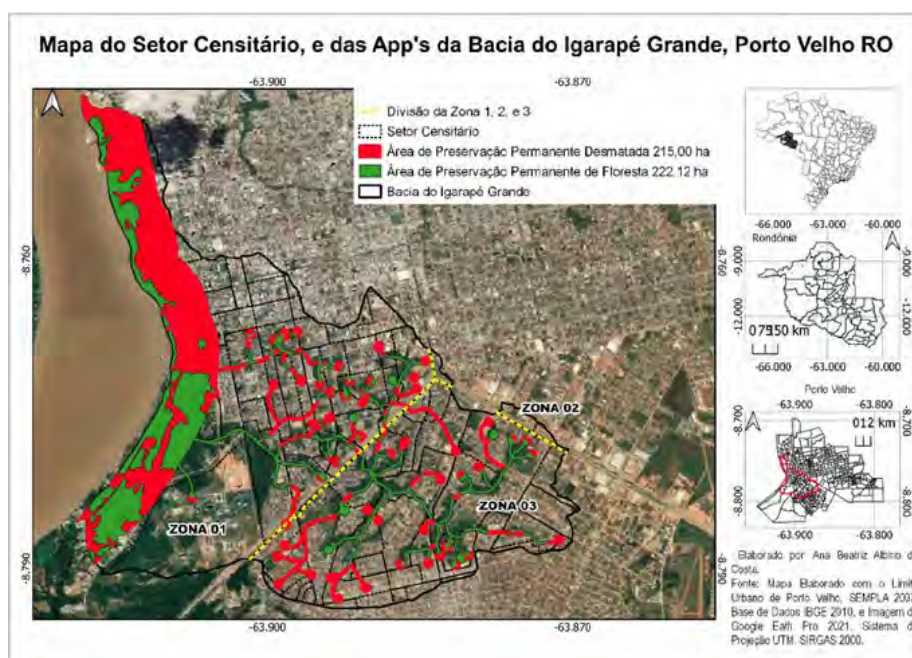 Mapa do Setor Censitário, e das App's da Bacia do Igarapé Grande, Porto Velho RO
-63.900
-63.870
Divisão da Zona 1, 2, e 3
Setor Censitário
Área de Preservação Permanente Desmatada 215,00 ha
Área de Preservação Permanente de Floresta 222,12 ha
Bacia do Igarapé Grande
-8.760
-8.760
ZONA 02
ZONA 01
ZONA 03
-8.790
-8.790
-63.900
-63.870
-66.000
-63.000
-60.000
Rondônia
-9.000
-9.000
-12.000
-12.000
075150 km
-66.000
-63.000
-60.000
Porto Velho
-63.900
-63.800
-8.700
-8.700
012 km
-8.800
-8.800
-63.900
-63.800
Elaborado por Ana Beatriz Albino d
Costa.
Fonte: Mapa Elaborado com o Limit
Urbano de Porto Velho, SEMPLA 2007
Base de Dados IBGE 2010, e Imagem d
Google Eath Pro 2021. Sistema d
Projeção UTM. SIRGAS 2000.